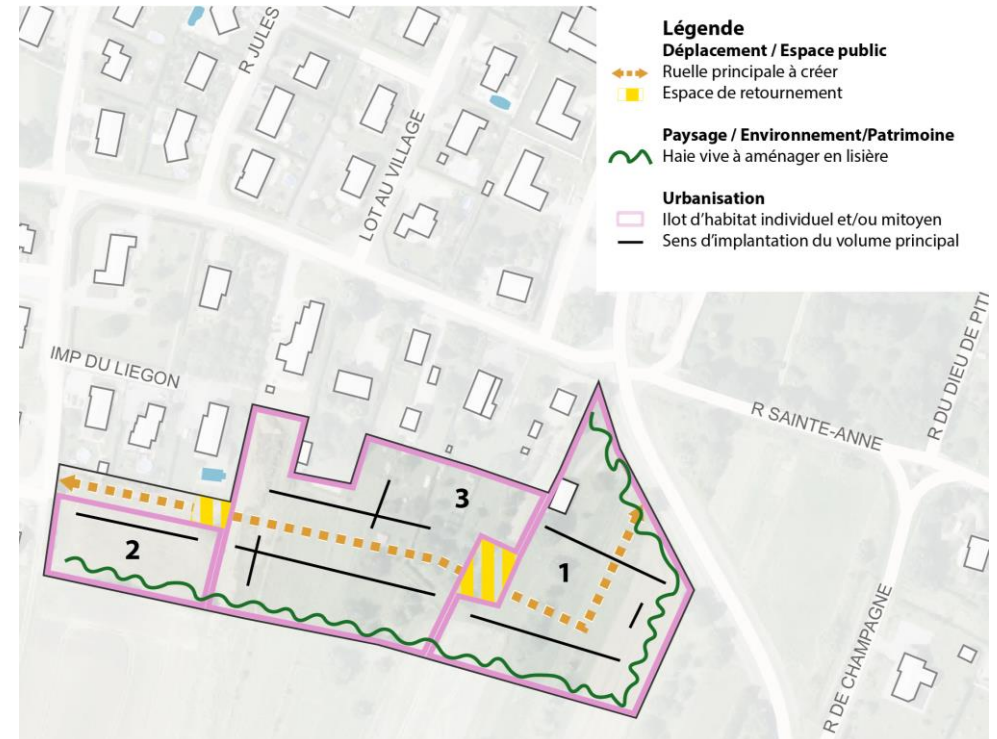 Légende
Déplacement / Espace public
Ruelle principale à créer
Espace de retournement
Paysage / Environnement/Patrimoine
Haie vive à aménager en lisière
Urbanisation
Ilot d'habitat individuel et/ou mitoyen
Sens d'implantation du volume principal
R JULES
LOT AU VILLAGE
IMP DU LIEGON
R SAINTE-ANNE
R DU DIEU DE PITI
R DE CHAMPAGNE
3
2
1